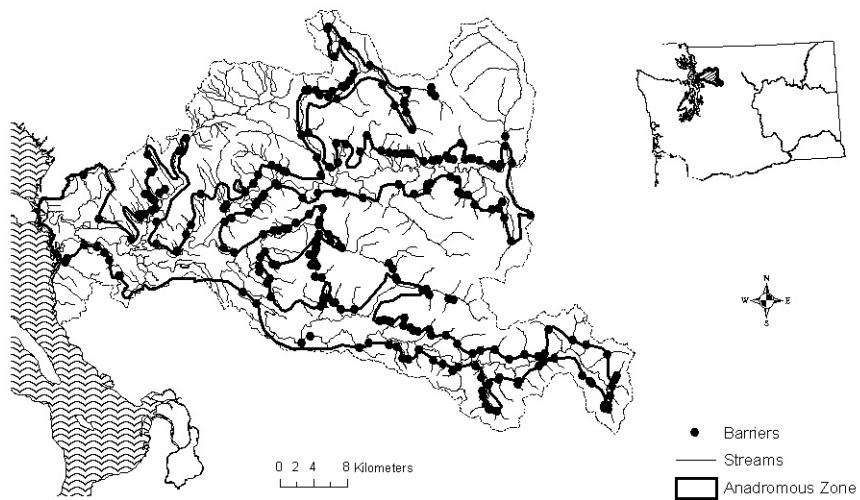 N
W E
S
Barriers
Streams
0 2 4 8 Kilometers
Anadromous Zone